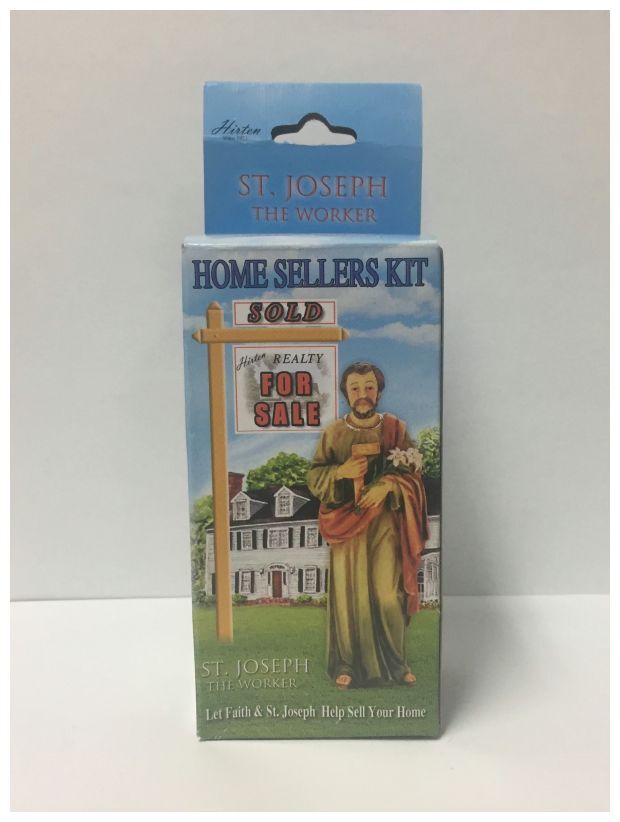 Hirten
ST. JOSEPH
THE WORKER
HOME SELLERS KIT
SOLD
Hirten REALTY
FOR
SALE
ST. JOSEPH
THE WORKER
Let Faith & St. Joseph Help Sell Your Home